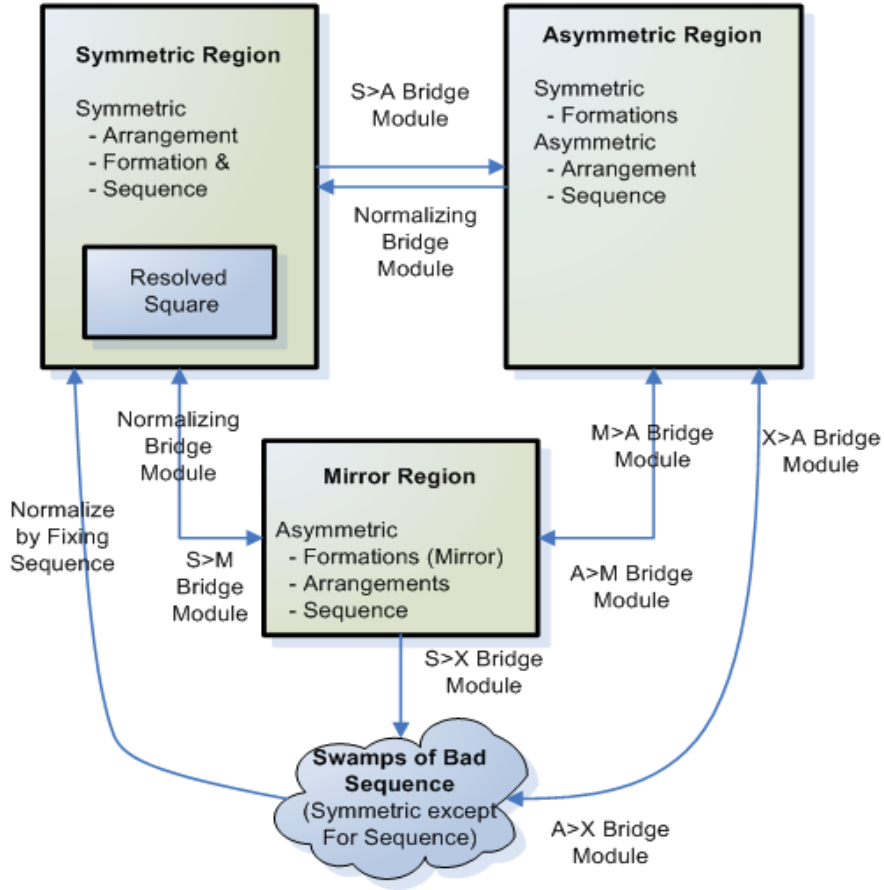 Symmetric Region
Symmetric
- Arrangement
- Formation &
- Sequence
Resolved
Square
S>A Bridge
Module
Normalizing
Bridge
Module
Asymmetric Region
Symmetric
- Formations
Asymmetric
- Arrangement
- Sequence
Normalizing
Bridge
Module
M>A Bridge
Module
X>A Bridge
Module
Normalize
by Fixing
Sequence
S>M
Bridge
Module
Mirror Region
Asymmetric
- Formations (Mirror)
- Arrangements
- Sequence
A>M Bridge
Module
S>X Bridge
Module
Swamps of Bad
Sequence
(Symmetric except
For Sequence)
A>X Bridge
Module